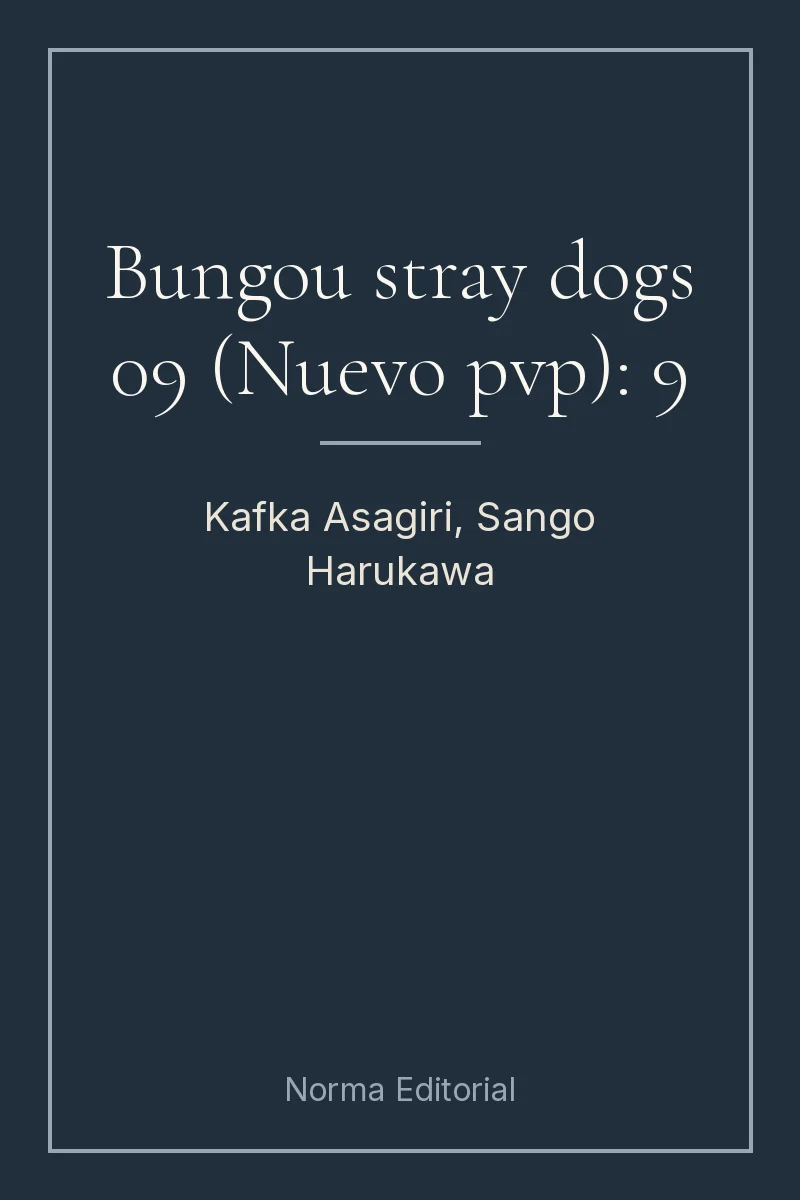 Bungou stray dogs
09 (Nuevo pvp): 9
Kafka Asagiri, Sango
Harukawa
Norma Editorial